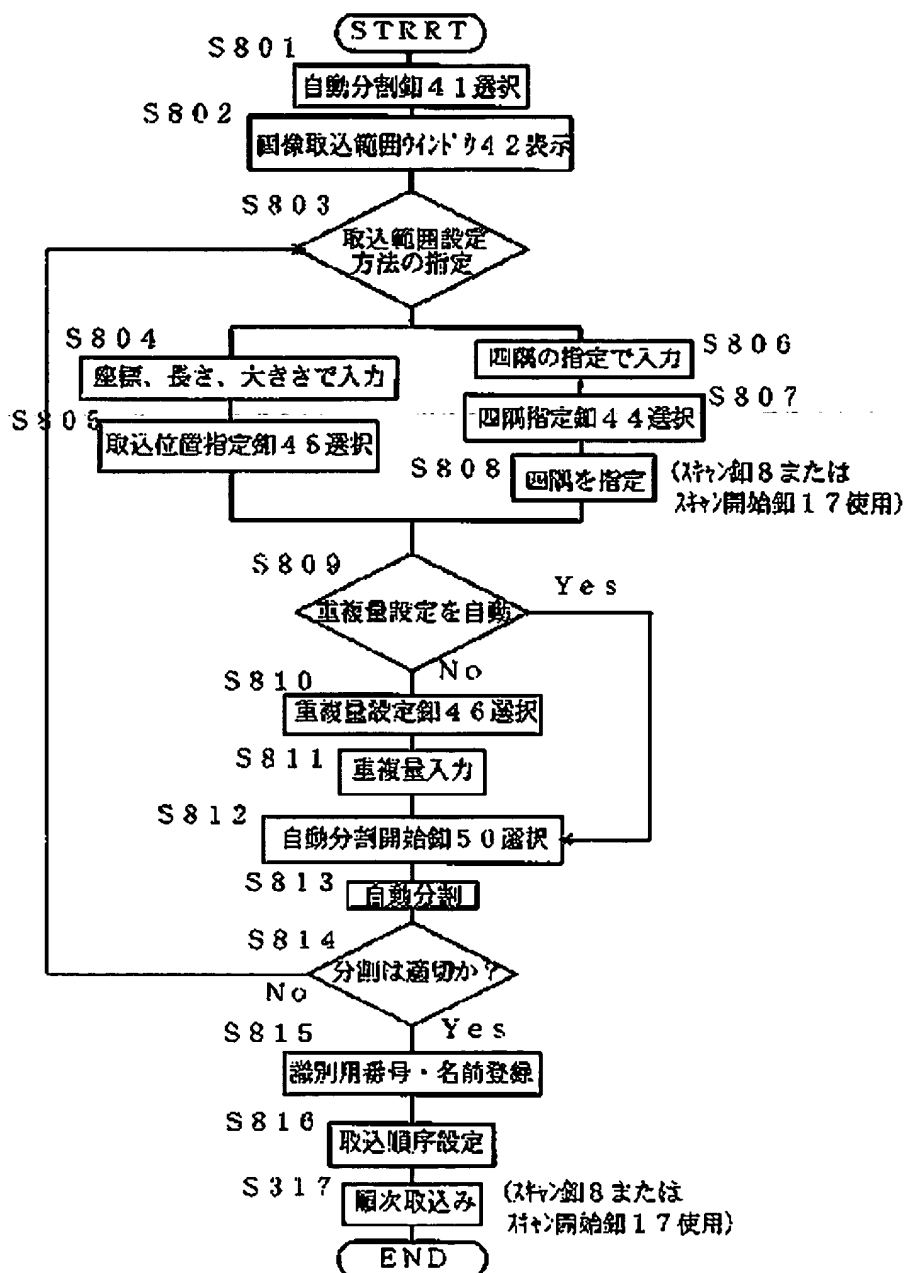 STRRT
S801
自動分割釦41選択
S802
画像取込範囲ウインドウ42表示
S803
取込範囲設定
方法の指定
S804
座標、長さ、大きさで入力
S805
取込位置指定釦45選択
四隅の指定で入力
S806
四隅指定釦44選択
S807
S808
四隅を指定
(スキャン釦8または
スキャン開始釦17使用)
S809
重複量設定を自動
Yes
No
S810
重複量設定釦46選択
S811
重複量入力
S812
自動分割開始釦50選択
S813
自動分割
S814
分割は適切か?
No
Yes
S815
識別用番号・名前登録
S816
取込順序設定
S317
順次取込み
(スキャン釦8または
スキャン開始釦17使用)
END